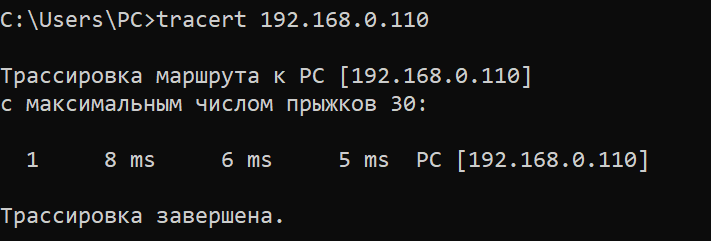 C:\Users\PC>tracert 192.168.0.110
Трассировка маршрута к PC [192.168.0.110]
с максимальным числом прыжков 30:
1 8 ms 6 ms 5 ms PC [192.168.0.110]
Трассировка завершена.